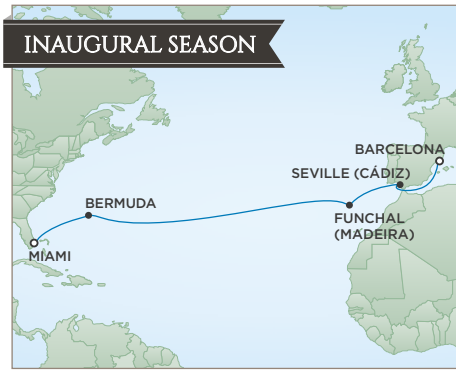 INAUGURAL SEASON
BARCELONA
SEVILLE (CÁDIZ)
BERMUDA
FUNCHAL
(MADEIRA)
MIAMI